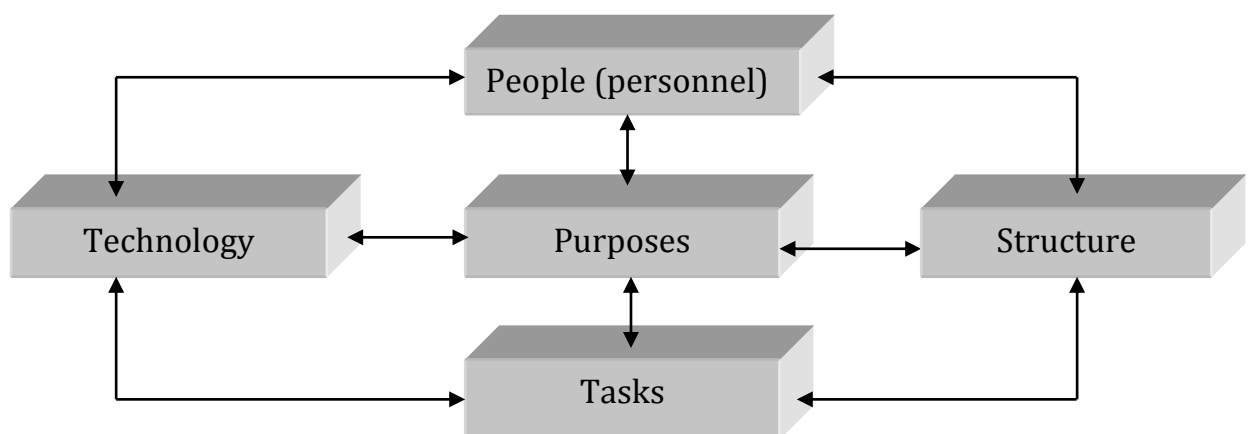 People (personnel)
Technology
Purposes
Structure
Tasks